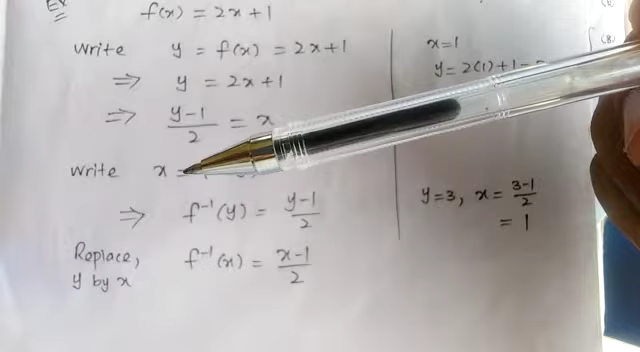 Ex
f(x) = 2x+1
Write y = f(x) = 2x+1
⇒ y = 2x+1
⇒ y-1/2 = x
Write x =
⇒ f⁻¹(y) = y-1/2
Replace, y by x f⁻¹(x) = x-1/2
x=1
y=2(1)+1
y=3, x = 3-1/2
= 1